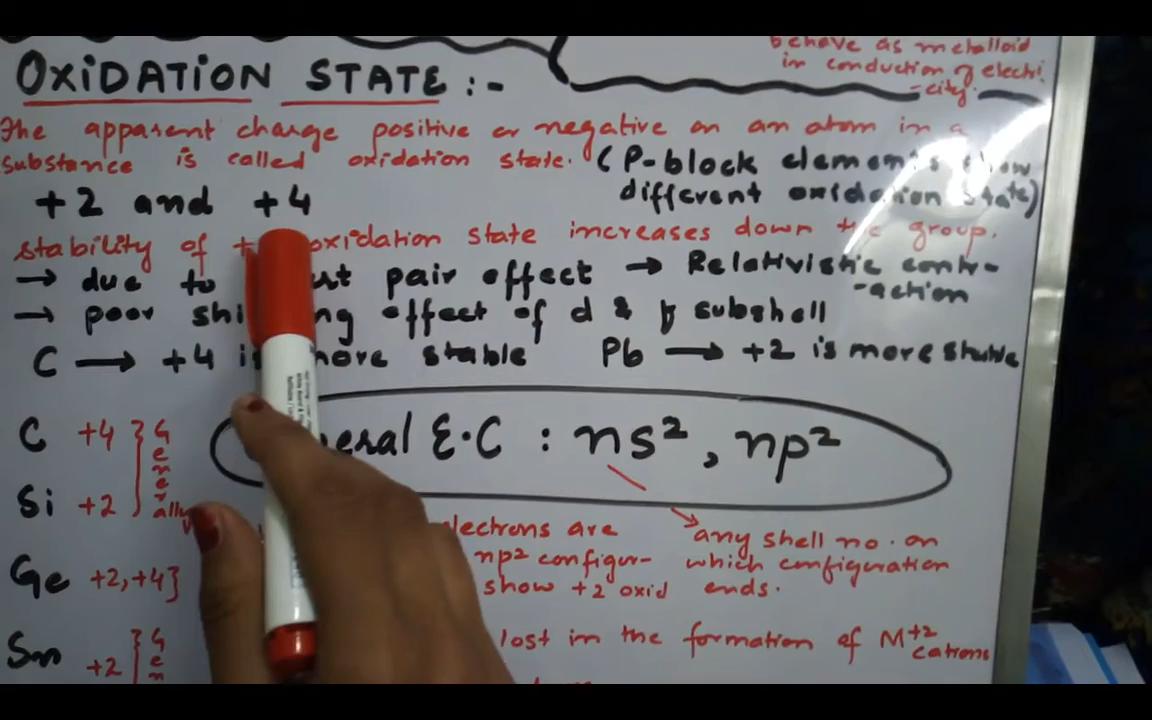 behave as metalloid
in conduction of electri
-city.
OXiDATiON STATE :-
The apparent charge positive or negative on an atom in a
substance is called oxidation state. (P-block elements
different oxidation state)
+2 and +4
stability of oxidation state increases down the group.
→ due to pair effect → Relativistic contr-
-action
→ poor effect of d & subshell
C → +4 is more stable Pb → +2 is more stable
C +4 } Generally
Si +2
E.C : ns², np²
electrons are
np2 configur-
show +2 oxid
any shell no. on
which configuration
ends.
Ge +2,+4}
Sn +2 } Gen
lost in the formation of M+2
cations